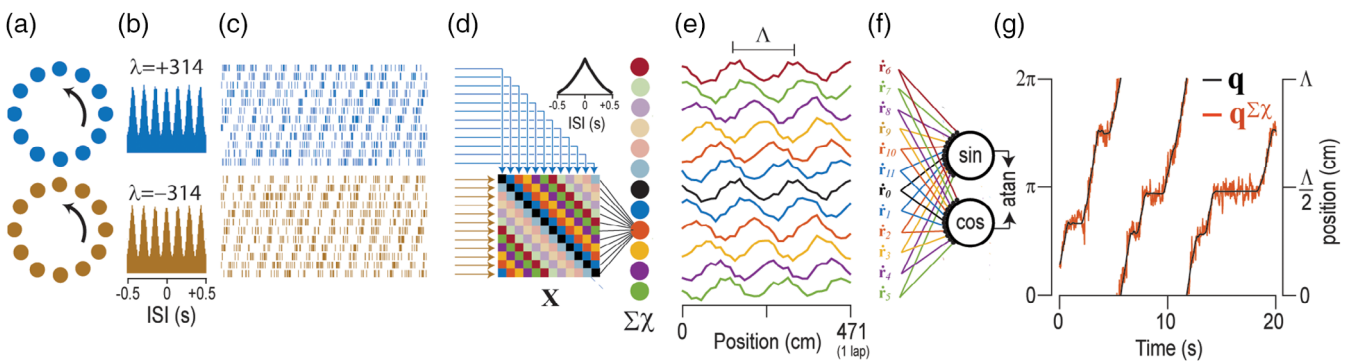 (a)
(b)
(c)
(d)
(e)
(f)
(g)
λ=+314
λ=−314
-0.5 0 +0.5
ISI (s)
-0.5 +0.5
ISI (s)
X
Σχ
Λ
0 471
(1 lap)
Position (cm)
ṙ6
ṙ7
ṙ8
ṙ9
ṙ10
ṙ11
ṙ0
ṙ1
ṙ2
ṙ3
ṙ4
ṙ5
sin
cos
atan
2π
π
0
q
qΣχ
Λ
Λ
2
0
position (cm)
0 10 20
Time (s)